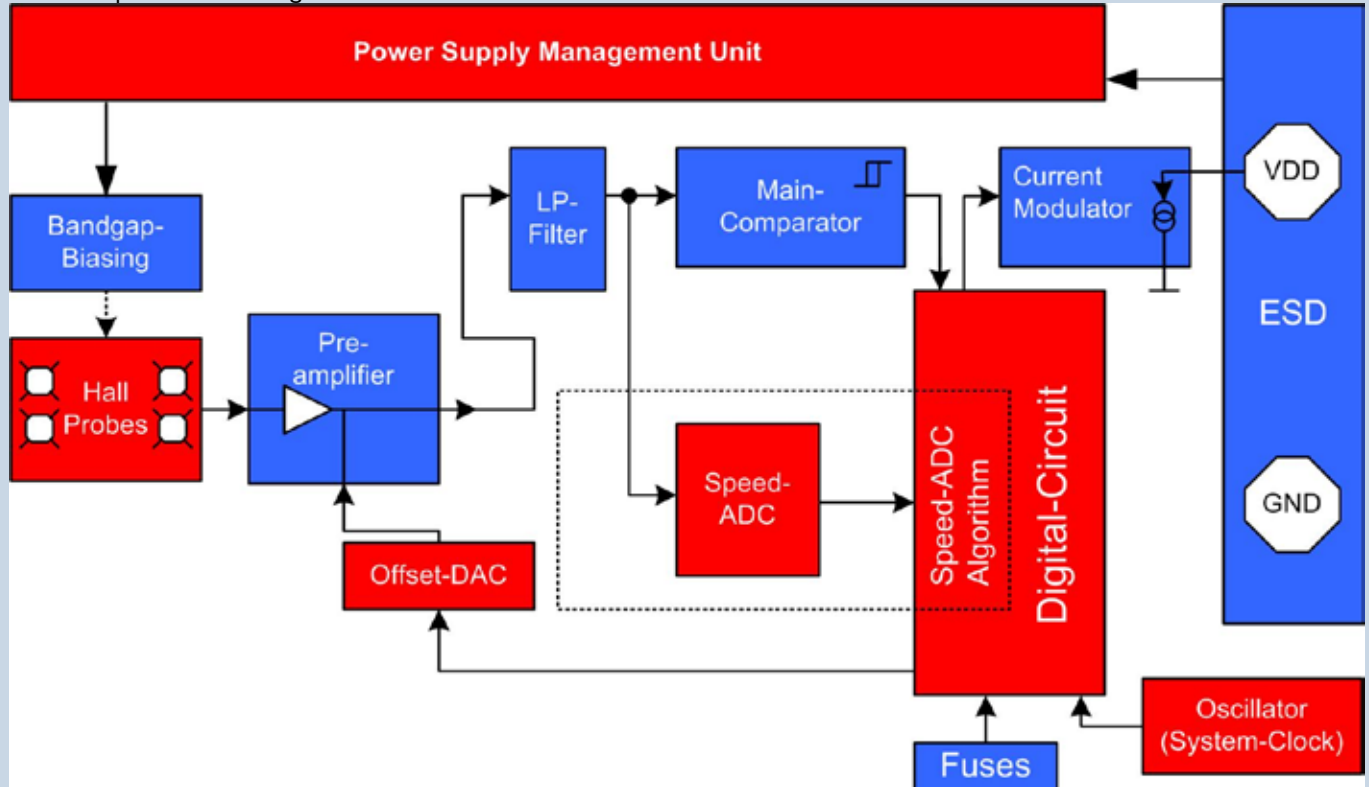 Power Supply Management Unit
Bandgap-
Biasing
LP-
Filter
Main-
Comparator
Current
Modulator
VDD
ESD
GND
Hall
Probes
Pre-
amplifier
Speed-
ADC
Speed-ADC
Algorithm
Digital-Circuit
Offset-DAC
Fuses
Oscillator
(System-Clock)